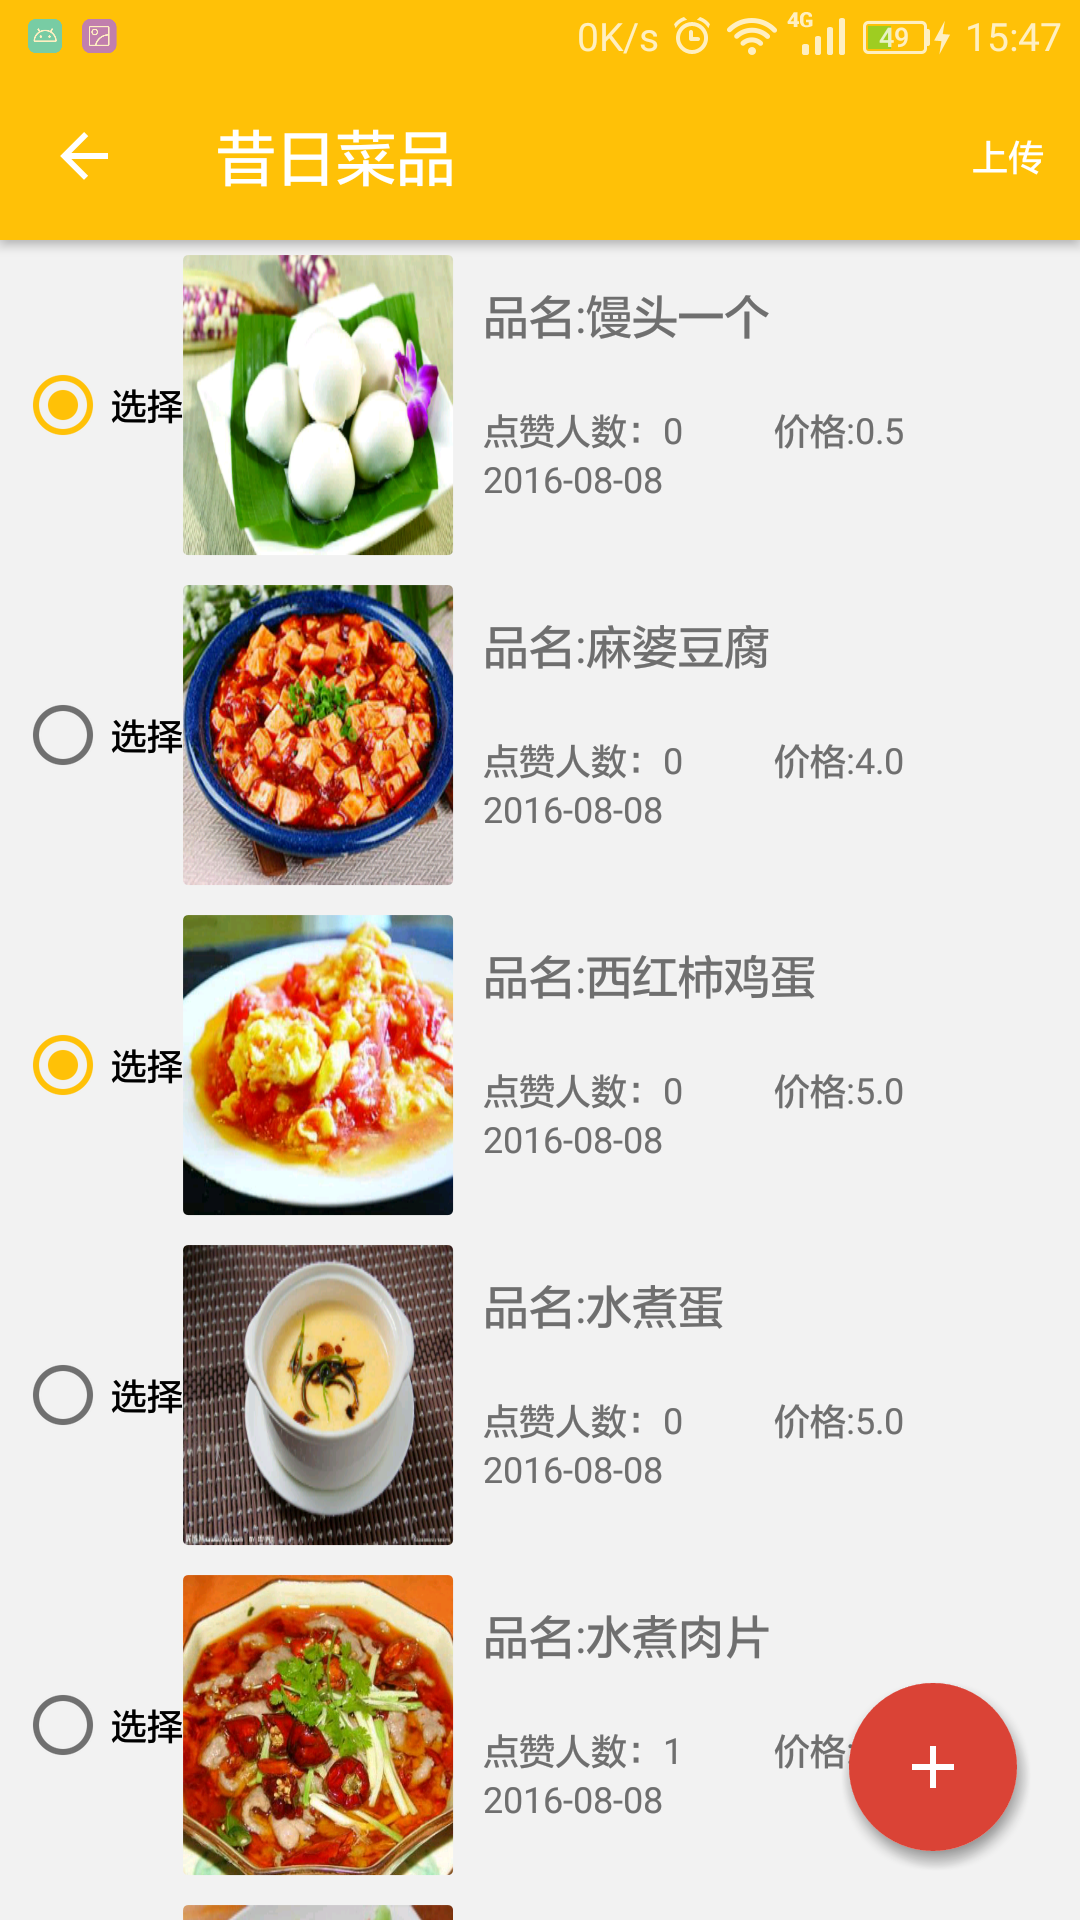 0K/s 4G 49 15:47
昔日菜品 上传
品名:馒头一个
选择
点赞人数：0 价格:0.5
2016-08-08
品名:麻婆豆腐
选择
点赞人数：0 价格:4.0
2016-08-08
品名:西红柿鸡蛋
选择
点赞人数：0 价格:5.0
2016-08-08
品名:水煮蛋
选择
点赞人数：0 价格:5.0
2016-08-08
品名:水煮肉片
选择
点赞人数：1 价格:
2016-08-08